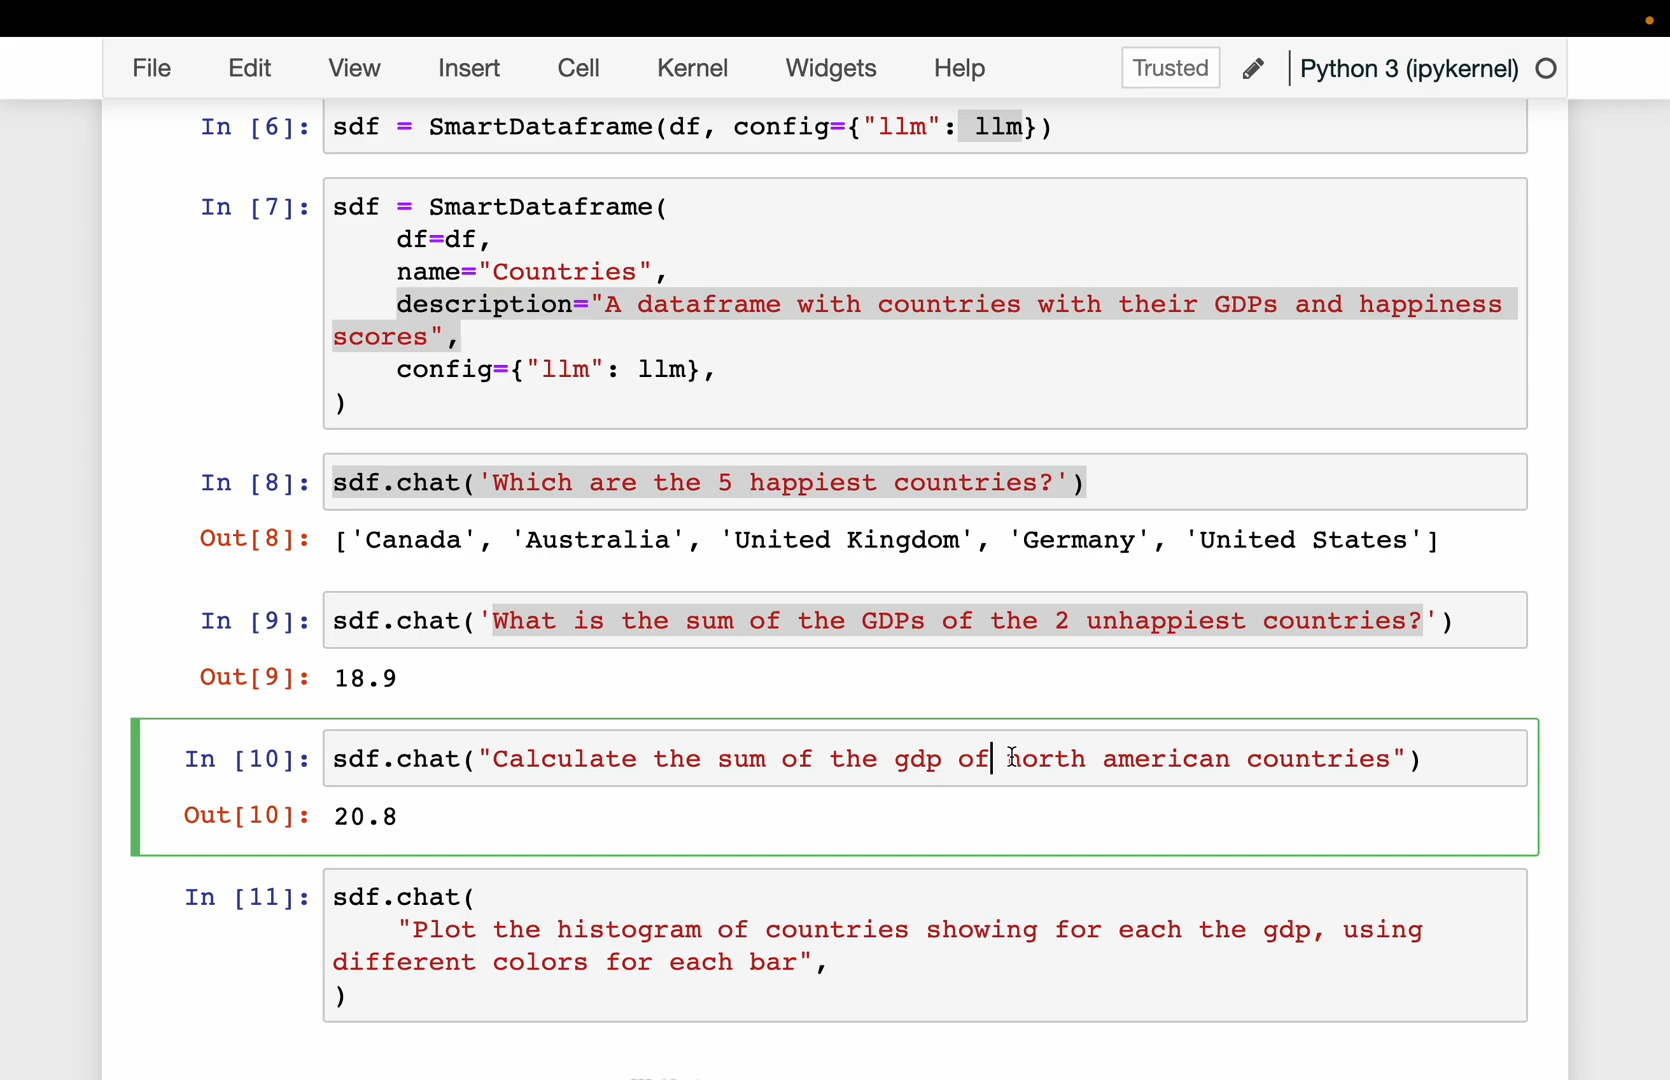 File Edit View Insert Cell Kernel Widgets Help Trusted Python 3 (ipykernel)
In [6]: sdf = SmartDataframe(df, config={"llm": llm})
In [7]: sdf = SmartDataframe(
df=df,
name="Countries",
description="A dataframe with countries with their GDPs and happiness
scores",
config={"llm": llm},
)
In [8]: sdf.chat('Which are the 5 happiest countries?')
Out[8]: ['Canada', 'Australia', 'United Kingdom', 'Germany', 'United States']
In [9]: sdf.chat('What is the sum of the GDPs of the 2 unhappiest countries?')
Out[9]: 18.9
In [10]: sdf.chat("Calculate the sum of the gdp of north american countries")
Out[10]: 20.8
In [11]: sdf.chat(
"Plot the histogram of countries showing for each the gdp, using
different colors for each bar",
)